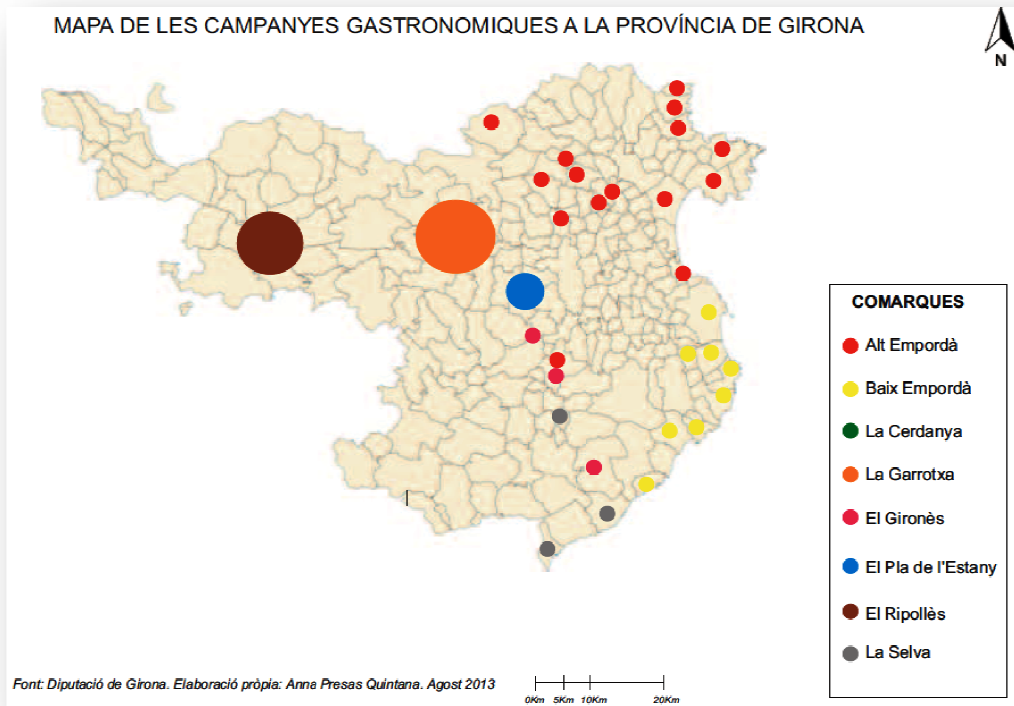 MAPA DE LES CAMPANYES GASTRONOMIQUES A LA PROVÍNCIA DE GIRONA
N
COMARQUES
Alt Empordà
Baix Empordà
La Cerdanya
La Garrotxa
El Gironès
El Pla de l'Estany
El Ripollès
La Selva
Font: Diputació de Girona. Elaboració pròpia: Anna Presas Quintana. Agost 2013
0Km 5Km 10Km 20Km